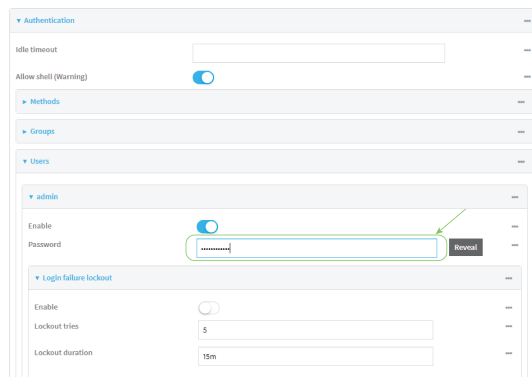 Authentication
Idle timeout
Allow shell (Warning)
Methods
Groups
Users
admin
Enable
Password
Reveal
Login failure lockout
Enable
Lockout tries
5
Lockout duration
15m